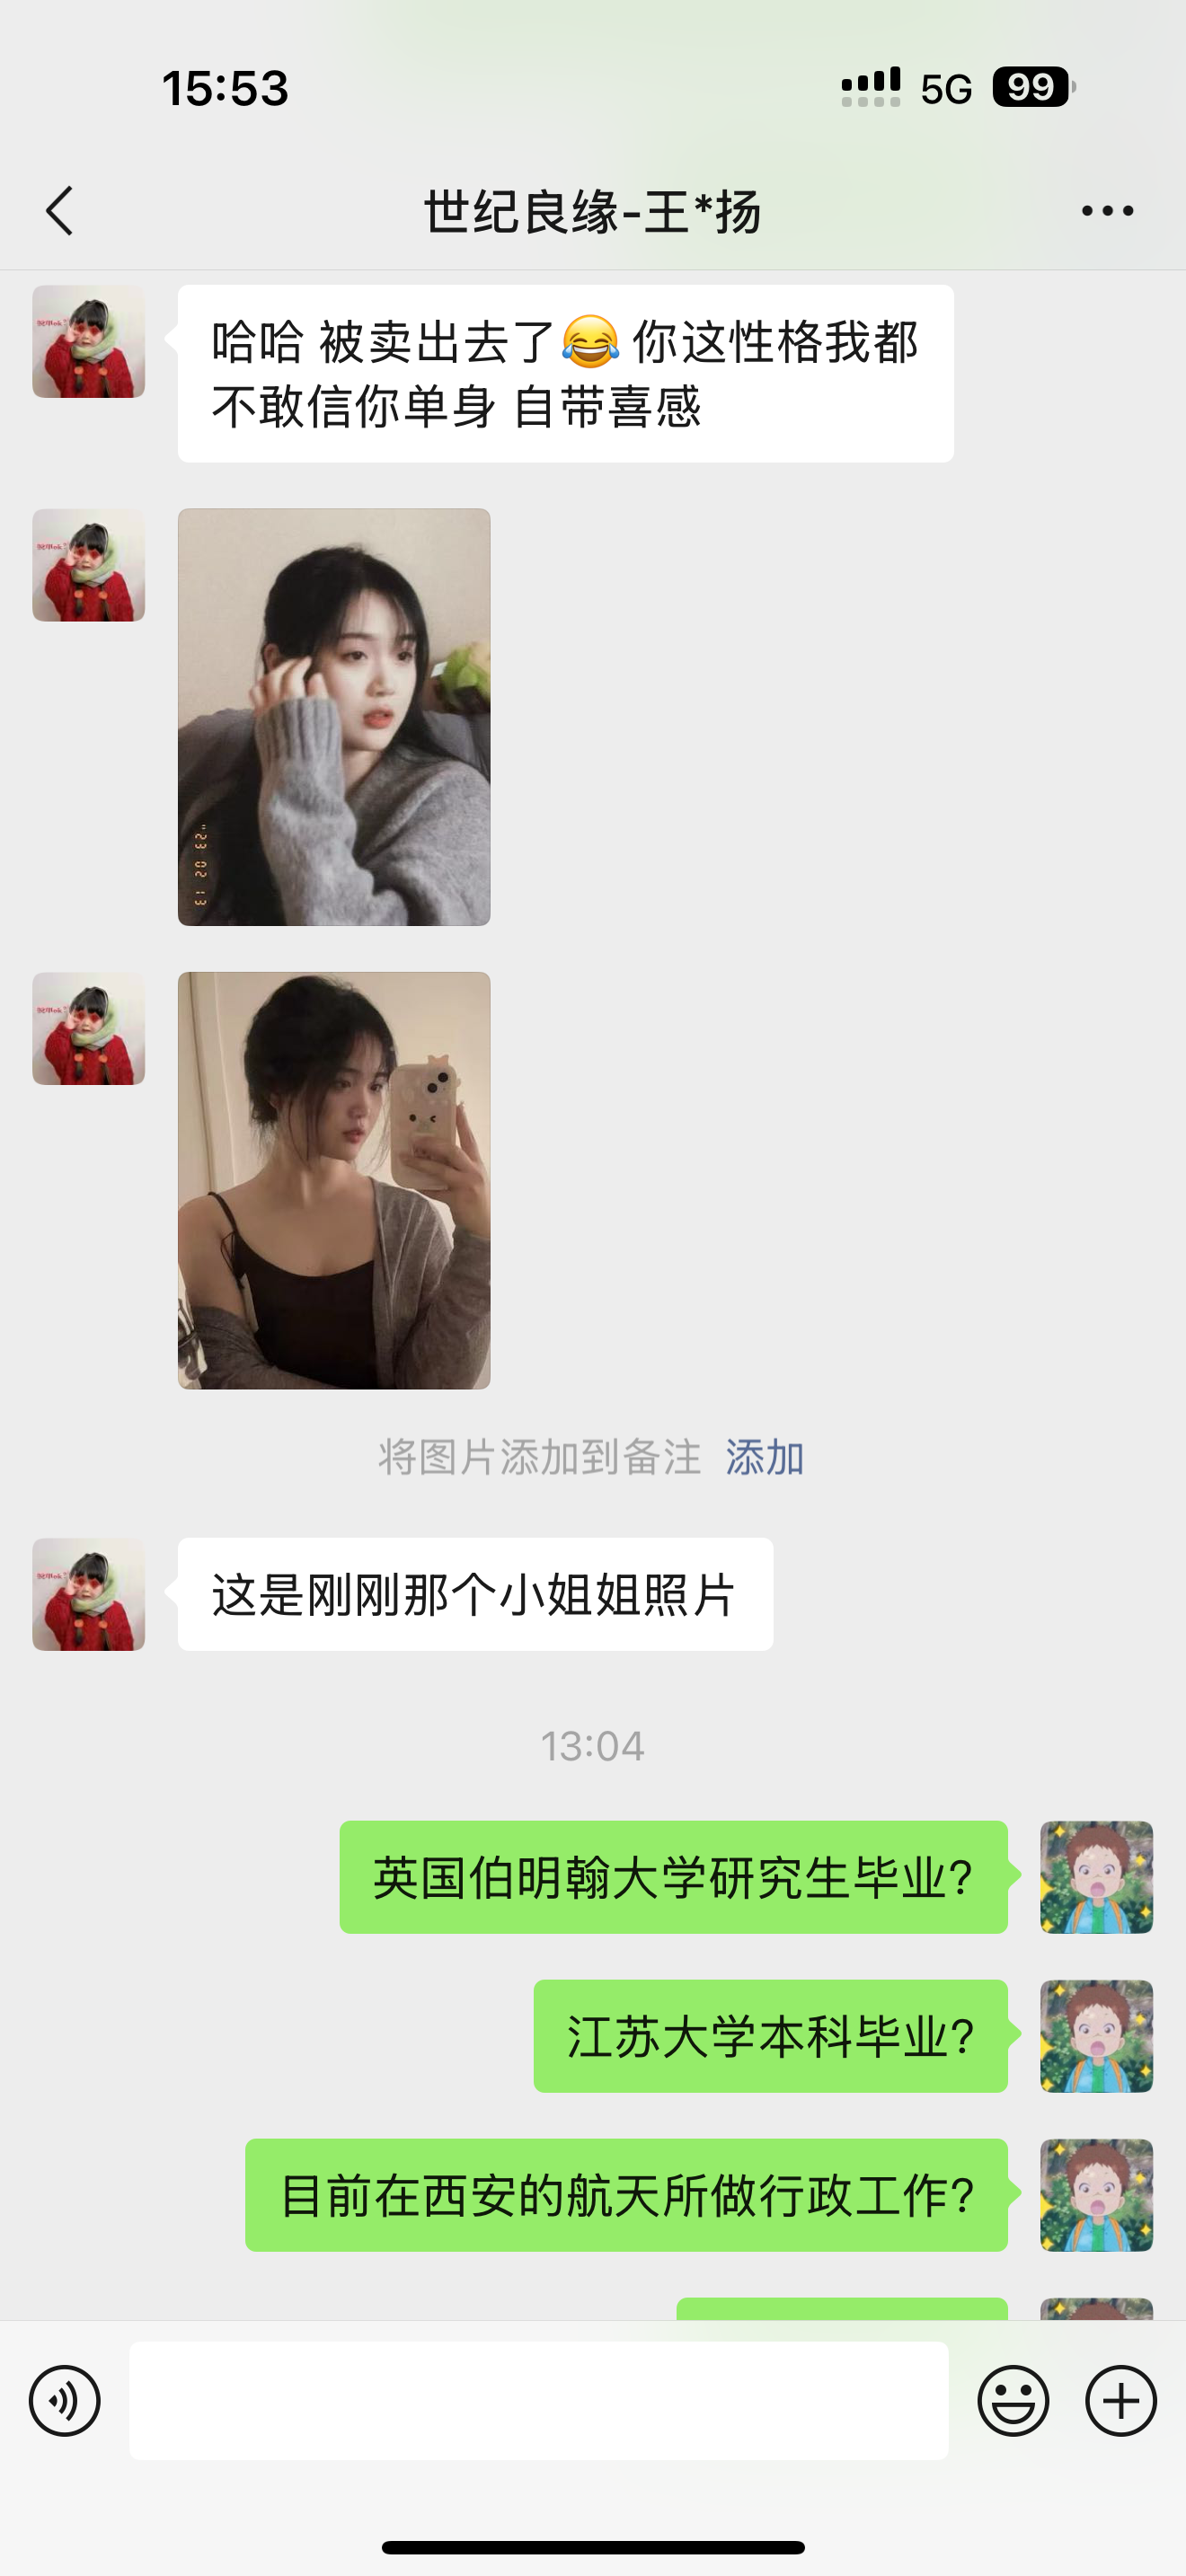 15:53
5G 99
世纪良缘-王*扬
哈哈 被卖出去了😂 你这性格我都
不敢信你单身 自带喜感
将图片添加到备注 添加
这是刚刚那个小姐姐照片
13:04
英国伯明翰大学研究生毕业?
江苏大学本科毕业?
目前在西安的航天所做行政工作?